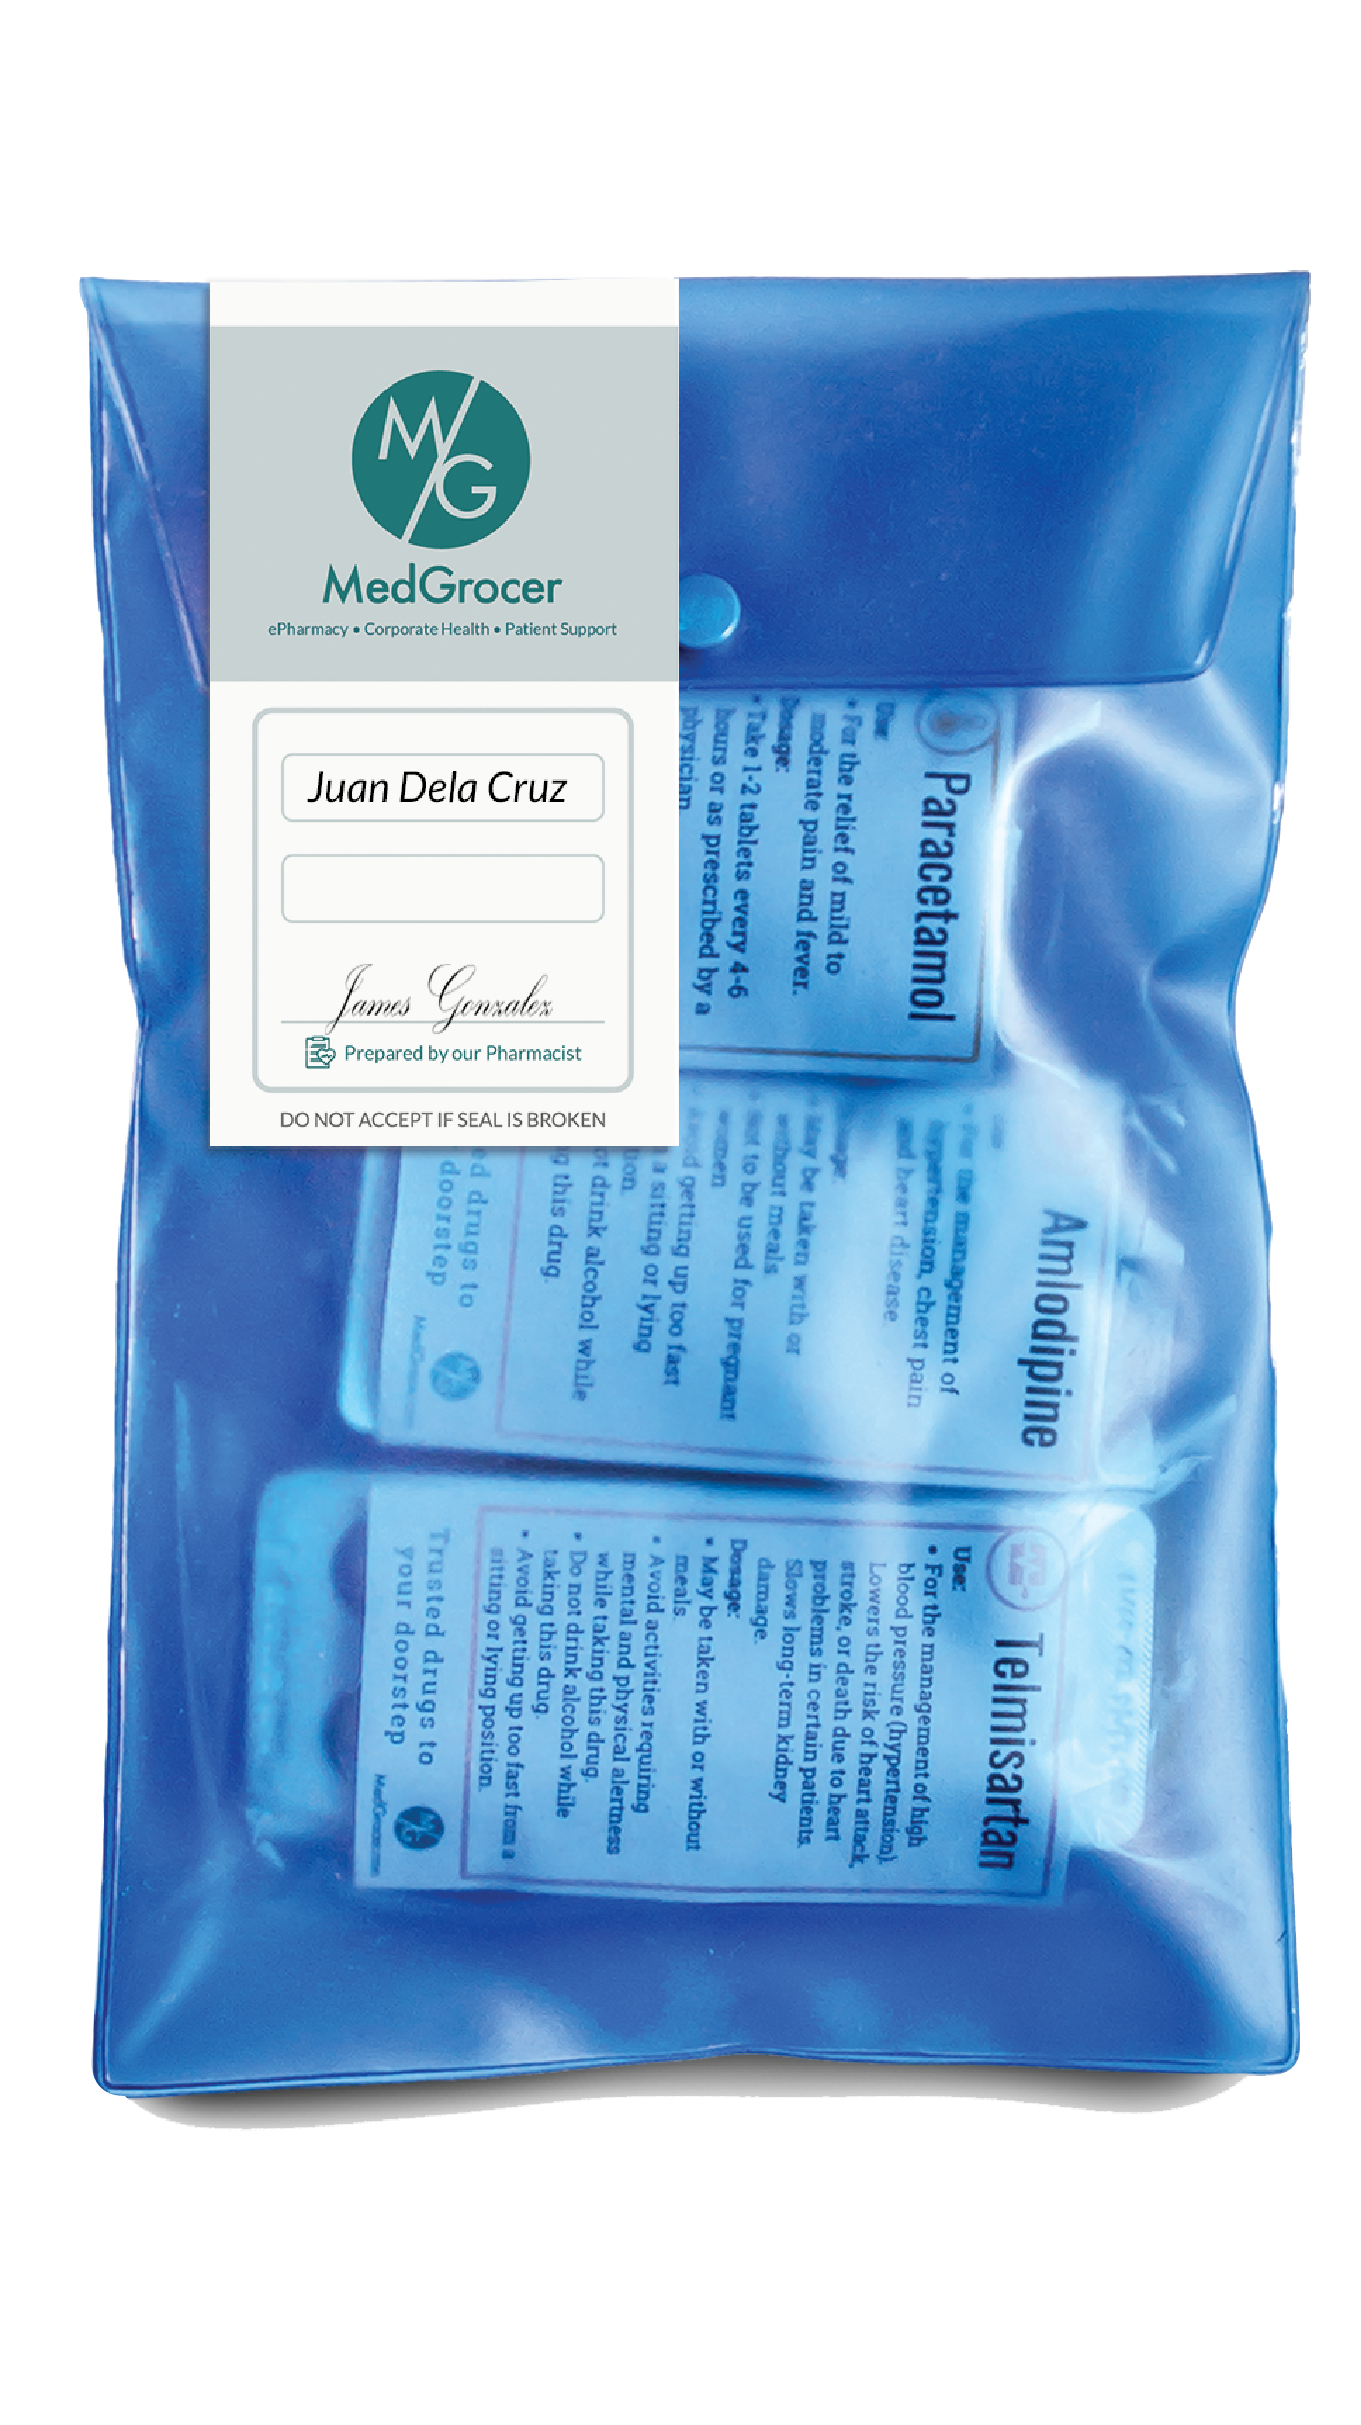 MG
MedGrocer
ePharmacy • Corporate Health • Patient Support
Juan Dela Cruz
James Gonzalez
Prepared by our Pharmacist
DO NOT ACCEPT IF SEAL IS BROKEN
Paracetamol
Use:
• For the relief of mild to
moderate pain and fever.
Dosage:
• Take 1-2 tablets every 4-6
hours or as prescribed by a
physician
Amlodipine
• For the management of
hypertension, chest pain
and heart disease
• May be taken with or
without meals
not to be used for pregnant
women
getting up too fast
a sitting or lying
ot drink alcohol while
g this drug.
ed drugs to
doorstep
MG
Telmisartan
Use:
• For the management of high
blood pressure (hypertension).
Lowers the risk of heart attack,
stroke, or death due to heart
problems in certain patients.
Slows long-term kidney
damage.
Dosage:
• May be taken with or without
meals.
• Avoid activities requiring
mental and physical alertness
while taking this drug.
• Do not drink alcohol while
taking this drug.
• Avoid getting up too fast from a
sitting or lying position.
Trusted drugs to
your doorstep
MG
MedGrocer